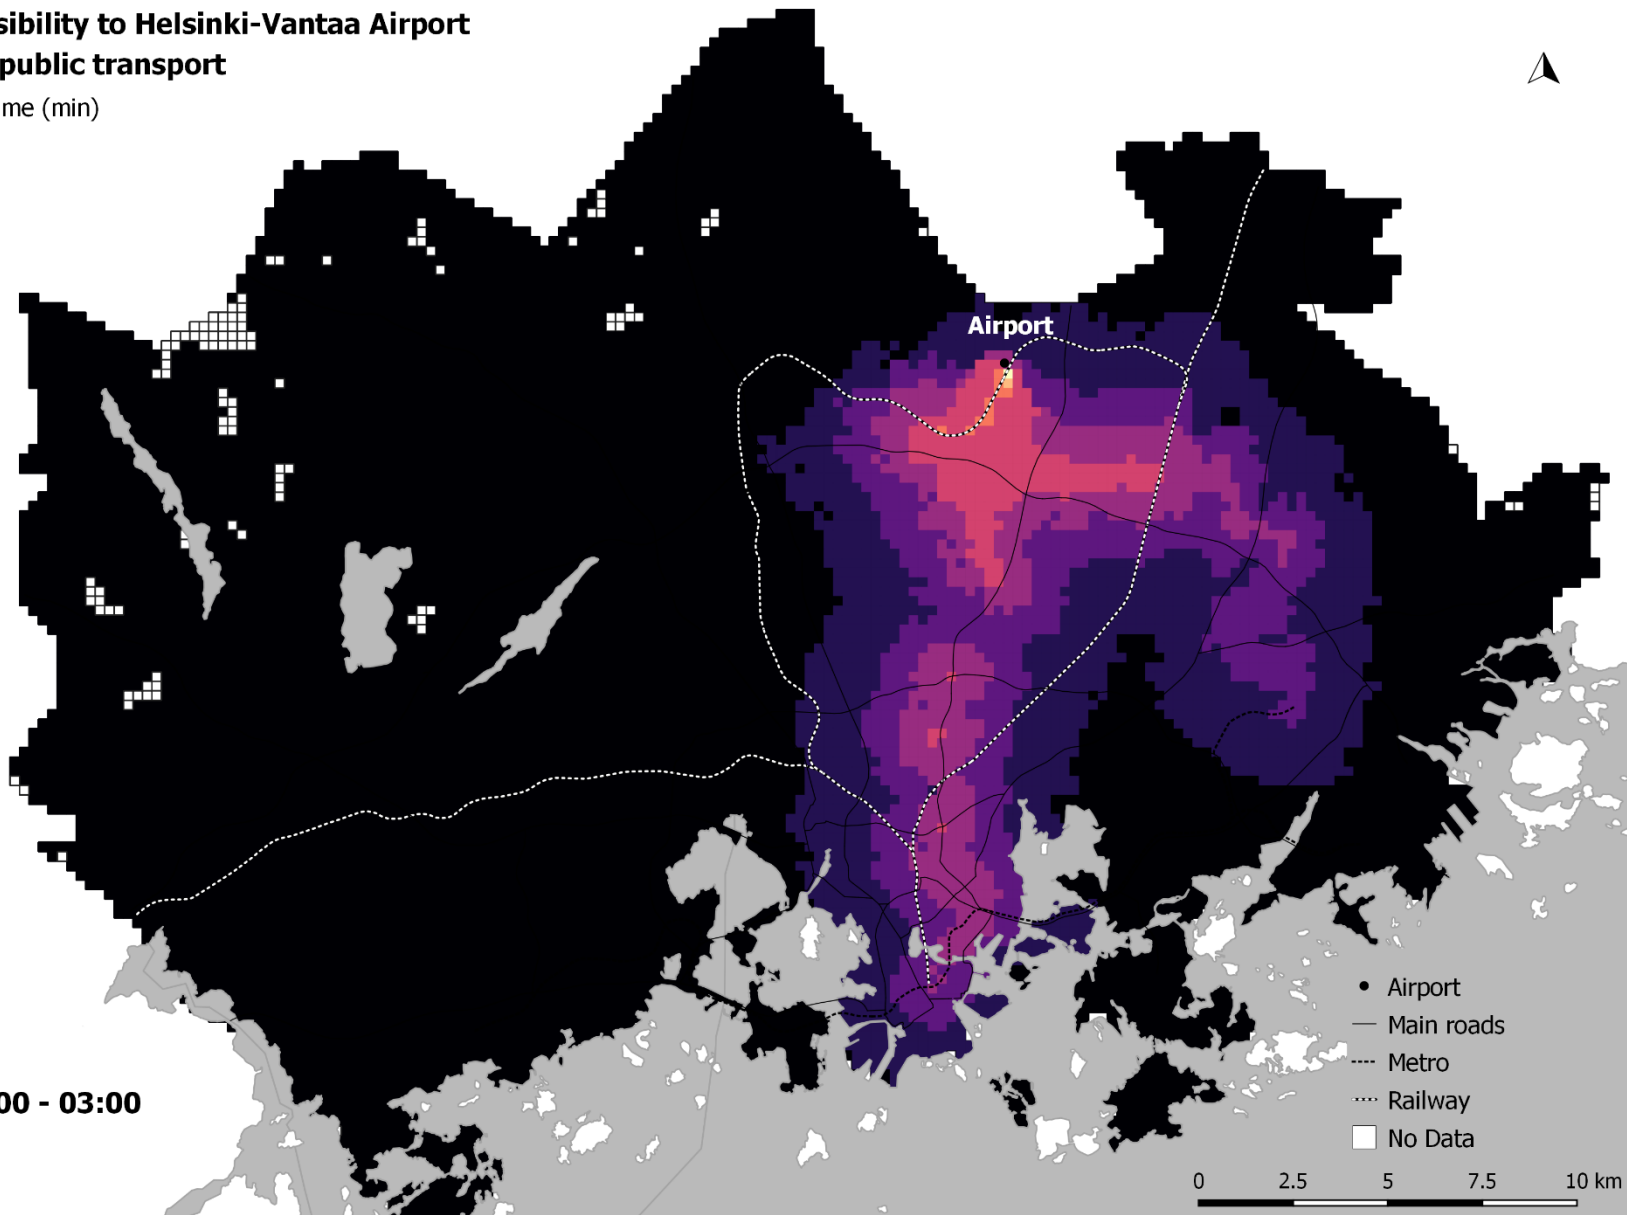 sibility to Helsinki-Vantaa Airport
public transport
me (min)
Airport
00 - 03:00
Airport
Main roads
Metro
Railway
No Data
0 2.5 5 7.5 10 km